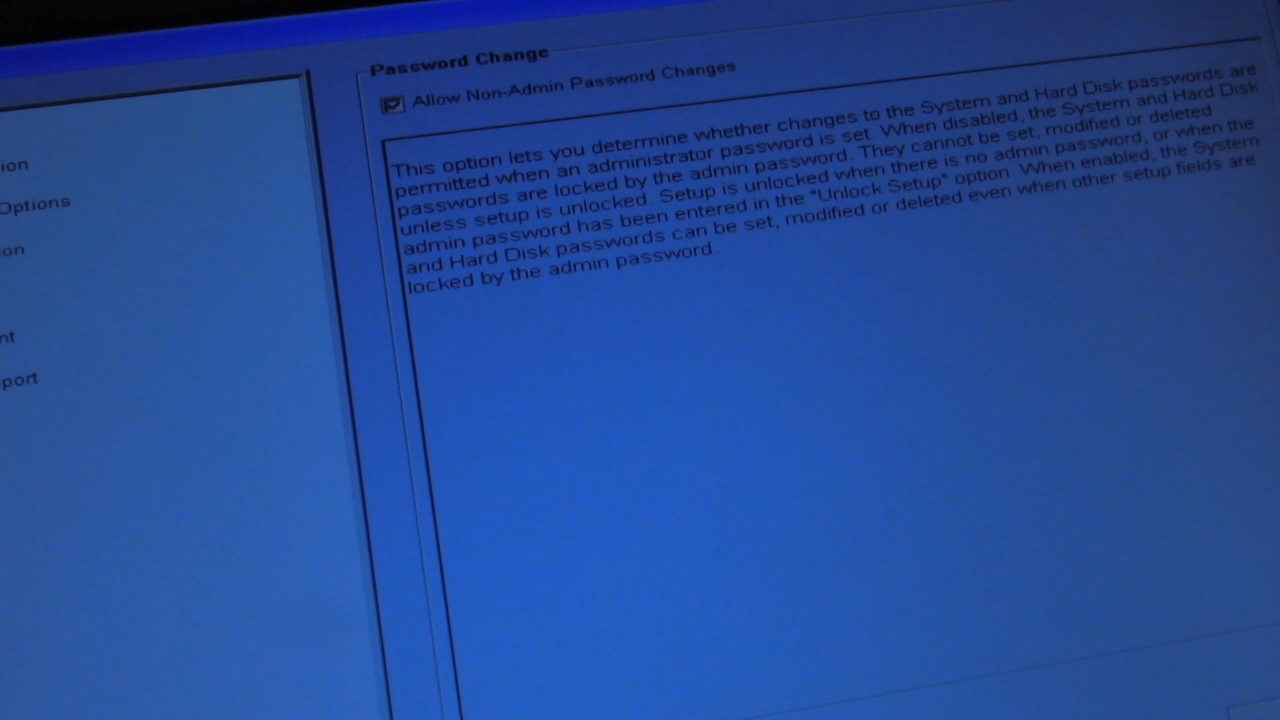 Password Change
Allow Non-Admin Password Changes
This option lets you determine whether changes to the System and Hard Disk passwords are
permitted when an administrator password is set. When disabled, the System and Hard Disk
passwords are locked by the admin password. They cannot be set, modified or deleted
unless setup is unlocked. Setup is unlocked when there is no admin password, or when the
admin password has been entered in the "Unlock Setup" option. When enabled, the System
and Hard Disk passwords can be set, modified or deleted even when other setup fields are
locked by the admin password.
ion
Options
on
nt
port